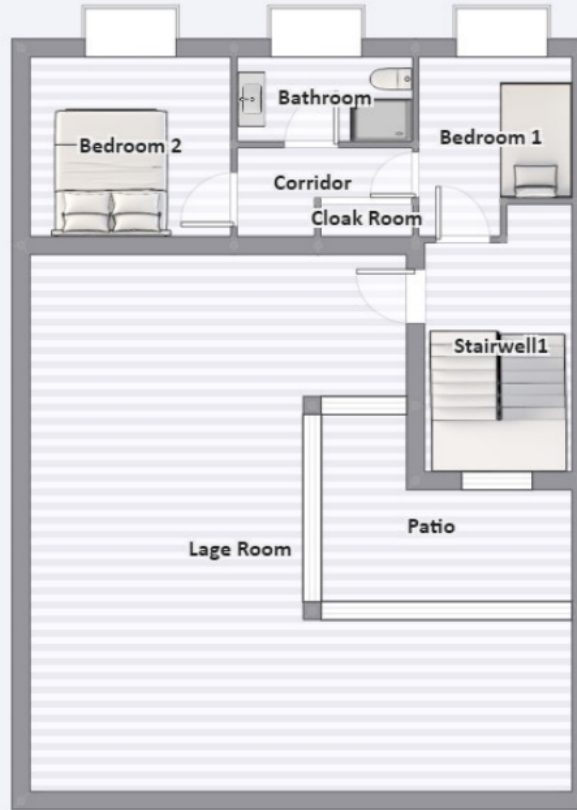 Bathroom
Bedroom 2
Bedroom 1
Corridor
Cloak Room
Stairwell1
Patio
Lage Room